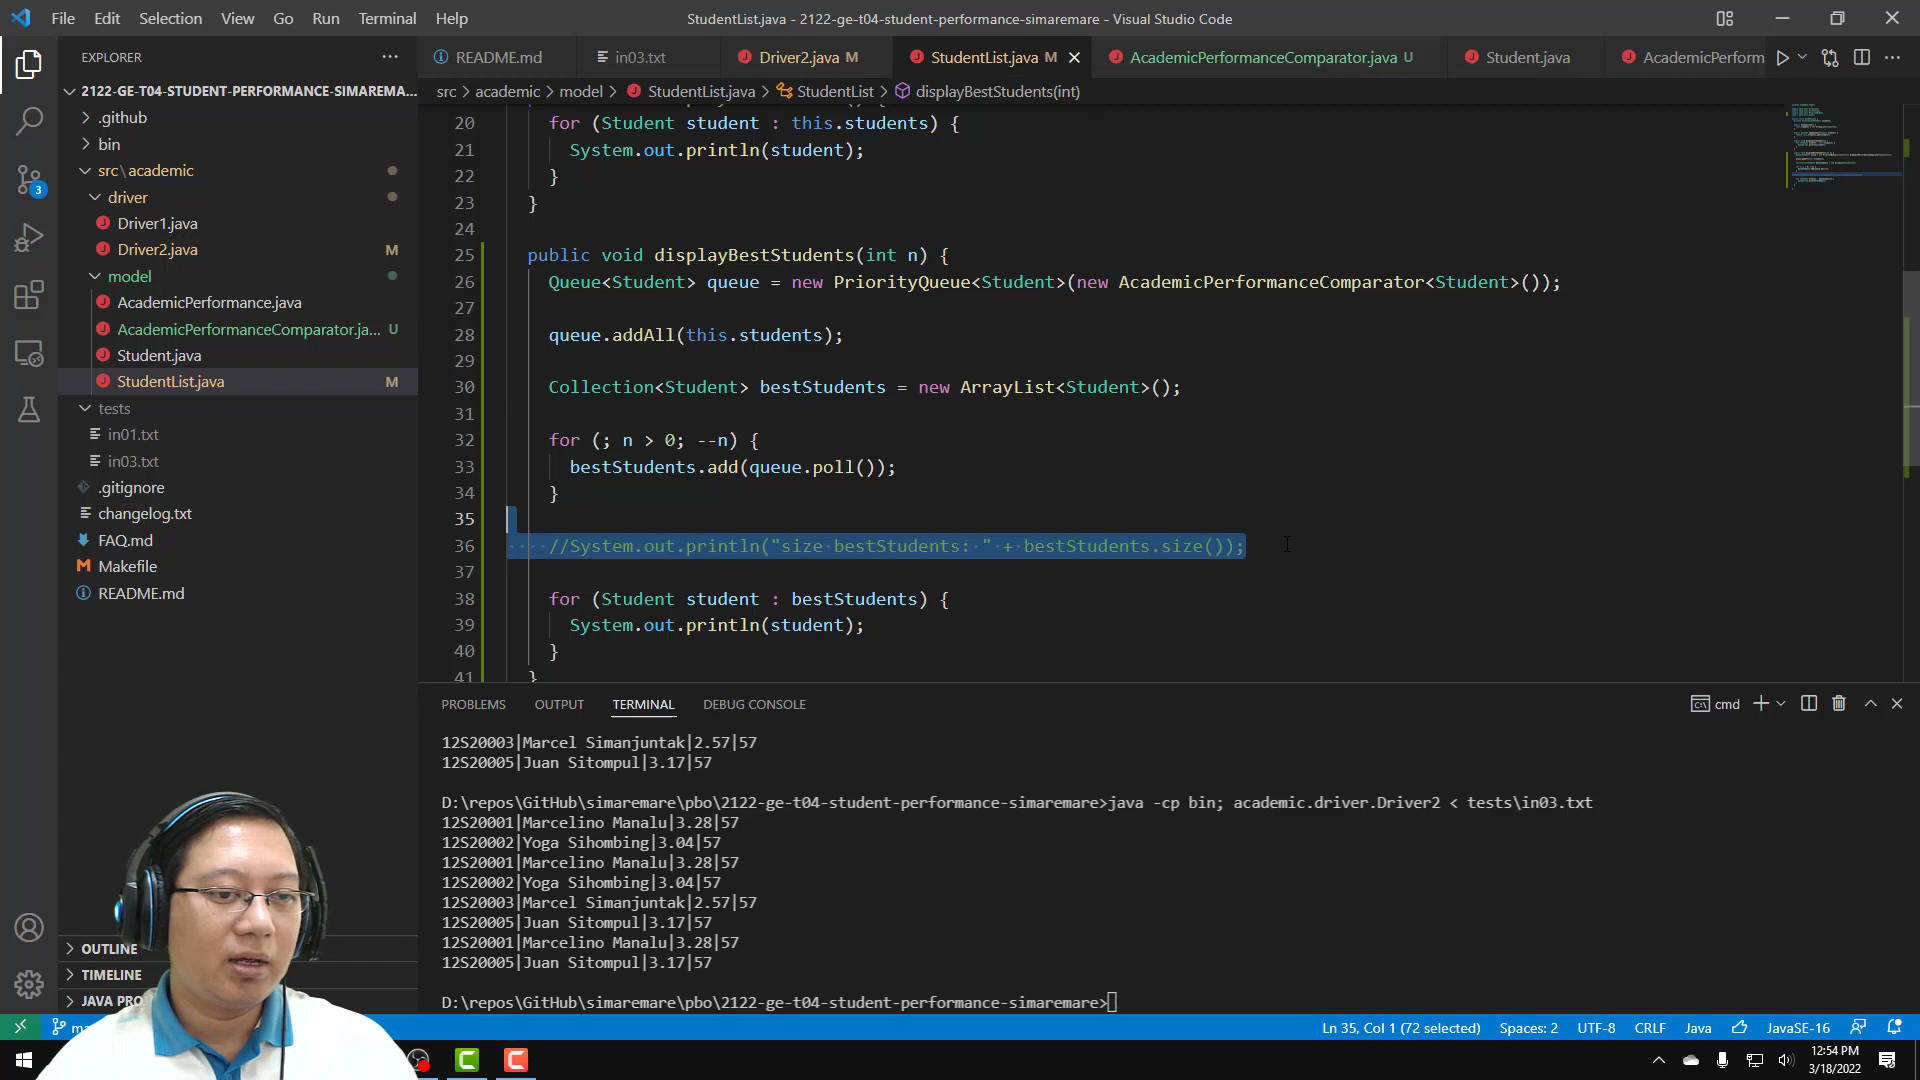 File Edit Selection View Go Run Terminal Help
StudentList.java - 2122-ge-t04-student-performance-simaremare - Visual Studio Code
EXPLORER
README.md
in03.txt
Driver2.java M
StudentList.java M
AcademicPerformanceComparator.java U
Student.java
AcademicPerform
2122-GE-T04-STUDENT-PERFORMANCE-SIMAREMA...
.github
bin
src\academic
driver
Driver1.java
Driver2.java M
model
AcademicPerformance.java
AcademicPerformanceComparator.ja... U
Student.java
StudentList.java M
tests
in01.txt
in03.txt
.gitignore
changelog.txt
FAQ.md
Makefile
README.md
OUTLINE
TIMELINE
JAVA PRO
3
src > academic > model > StudentList.java > StudentList > displayBestStudents(int)
20 for (Student student : this.students) {
21 System.out.println(student);
22 }
23 }
24
25 public void displayBestStudents(int n) {
26 Queue<Student> queue = new PriorityQueue<Student>(new AcademicPerformanceComparator<Student>());
27
28 queue.addAll(this.students);
29
30 Collection<Student> bestStudents = new ArrayList<Student>();
31
32 for (; n > 0; --n) {
33 bestStudents.add(queue.poll());
34 }
35
36 //System.out.println("size bestStudents: " + bestStudents.size());
37
38 for (Student student : bestStudents) {
39 System.out.println(student);
40 }
41 }
PROBLEMS OUTPUT TERMINAL DEBUG CONSOLE
cmd
12S20003|Marcel Simanjuntak|2.57|57
12S20005|Juan Sitompul|3.17|57
D:\repos\GitHub\simaremare\pbo\2122-ge-t04-student-performance-simaremare>java -cp bin; academic.driver.Driver2 < tests\in03.txt
12S20001|Marcelino Manalu|3.28|57
12S20002|Yoga Sihombing|3.04|57
12S20001|Marcelino Manalu|3.28|57
12S20002|Yoga Sihombing|3.04|57
12S20003|Marcel Simanjuntak|2.57|57
12S20005|Juan Sitompul|3.17|57
12S20001|Marcelino Manalu|3.28|57
12S20005|Juan Sitompul|3.17|57
D:\repos\GitHub\simaremare\pbo\2122-ge-t04-student-performance-simaremare>
Ln 35, Col 1 (72 selected) Spaces: 2 UTF-8 CRLF Java JavaSE-16
12:54 PM
3/18/2022